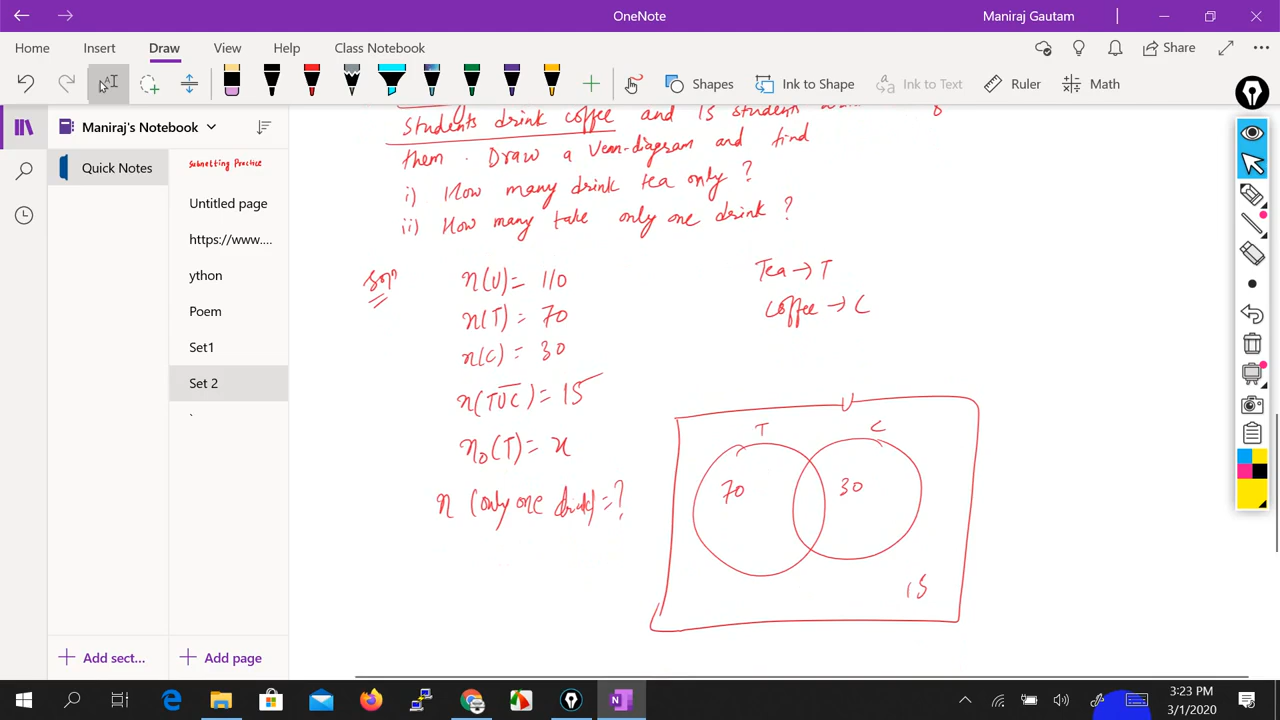 OneNote
Maniraj Gautam
Home Insert Draw View Help Class Notebook
Share
Shapes
Ink to Shape
Ink to Text
Ruler
Math
Maniraj's Notebook
Quick Notes
Subnetting Practice
Untitled page
https://www....
ython
Poem
Set1
Set 2
Add sect...
Add page
Students drink coffee and 15 students
them. Draw a Venn-diagram and find
i) How many drink tea only?
ii) How many take only one drink?
Solⁿ
n(U) = 110
n(T) = 70
n(C) = 30
n(T̅U̅C̅) = 15
n₀(T) = x
n (only one drink) = ?
Tea → T
Coffee → C
U
T C
70 30
15
3:23 PM
3/1/2020